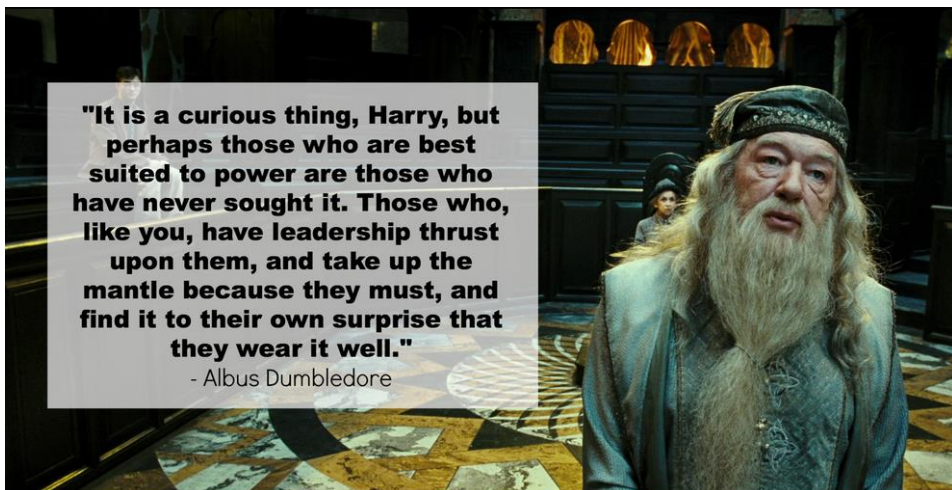 "It is a curious thing, Harry, but
perhaps those who are best
suited to power are those who
have never sought it. Those who,
like you, have leadership thrust
upon them, and take up the
mantle because they must, and
find it to their own surprise that
they wear it well."
- Albus Dumbledore